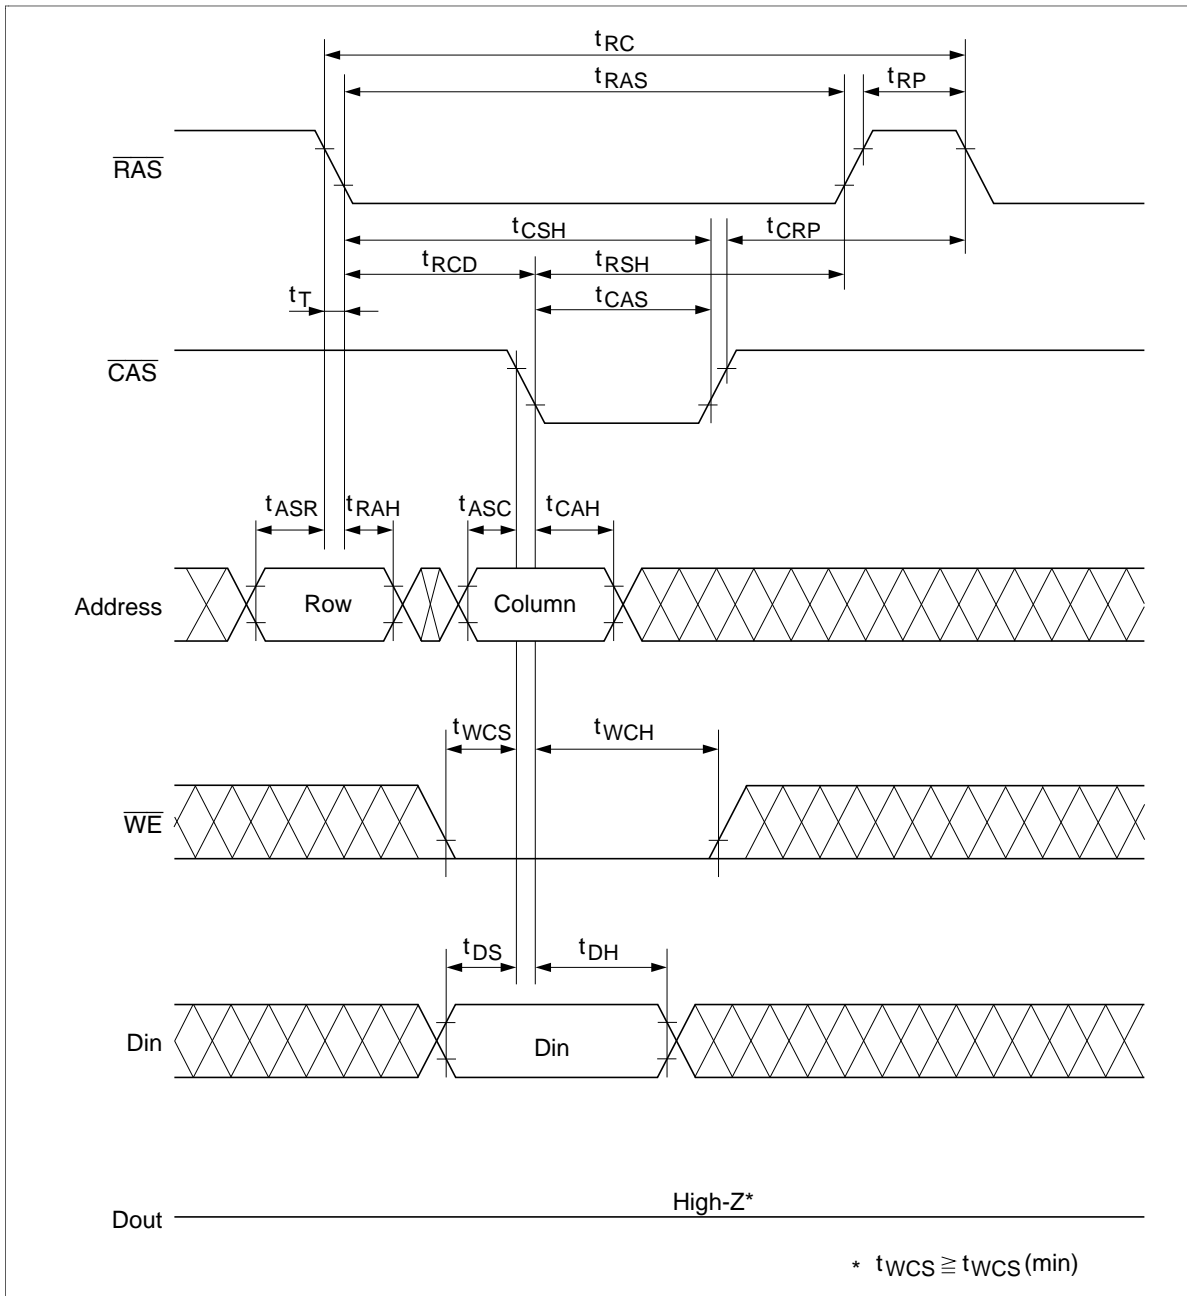 tRC
tRAS
tRP
RAS
tCSH
tCRP
tRCD
tRSH
tT
tCAS
CAS
tASR
tRAH
tASC
tCAH
Address
Row
Column
tWCS
tWCH
WE
tDS
tDH
Din
Din
High-Z*
Dout
* tWCS ≧ tWCS (min)